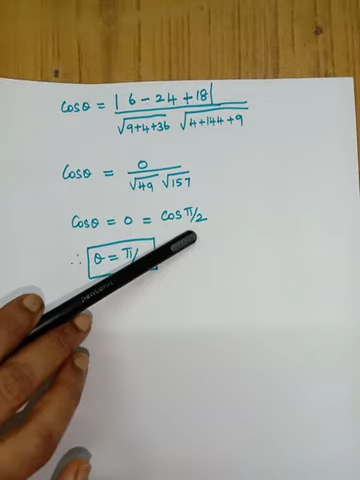 cosθ = |6 - 24 + 18| / √9+4+36 √4+144+9
cosθ = 0 / √49 √157
cosθ = 0 = cos π/2
∴ θ = π/